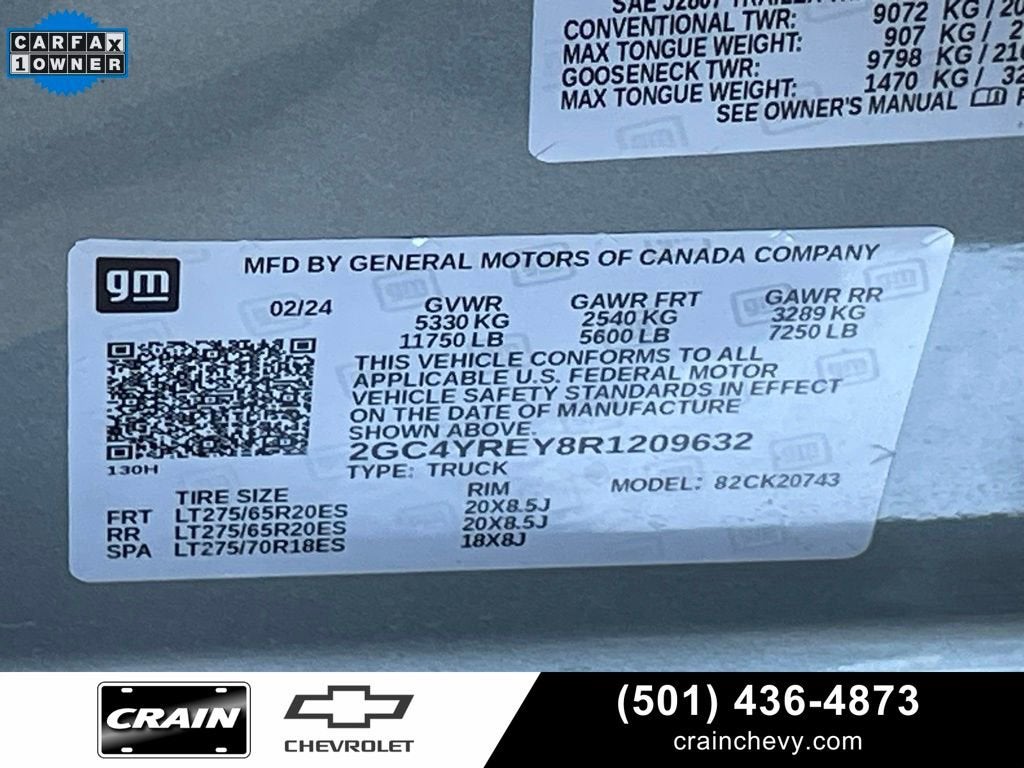 CARFAX
1 OWNER
CONVENTIONAL TWR: 9072 KG/20
MAX TONGUE WEIGHT: 907 KG/ 2
GOOSENECK TWR: 9798 KG/
MAX TONGUE WEIGHT: 1470 KG/ 32
SEE OWNER'S MANUAL
gm
MFD BY GENERAL MOTORS OF CANADA COMPANY
02/24 GVWR GAWR FRT GAWR RR
5330 KG 2540 KG 3289 KG
11750 LB 5600 LB 7250 LB
THIS VEHICLE CONFORMS TO ALL
APPLICABLE U.S. FEDERAL MOTOR
VEHICLE SAFETY STANDARDS IN EFFECT
ON THE DATE OF MANUFACTURE
SHOWN ABOVE.
2GC4YREY8R1209632
130H
TYPE: TRUCK MODEL: 82CK20743
TIRE SIZE RIM
FRT LT275/65R20ES 20X8.5J
RR LT275/65R20ES 20X8.5J
SPA LT275/70R18ES 18X8J
CRAIN
CHEVROLET
(501) 436-4873
crainchevy.com